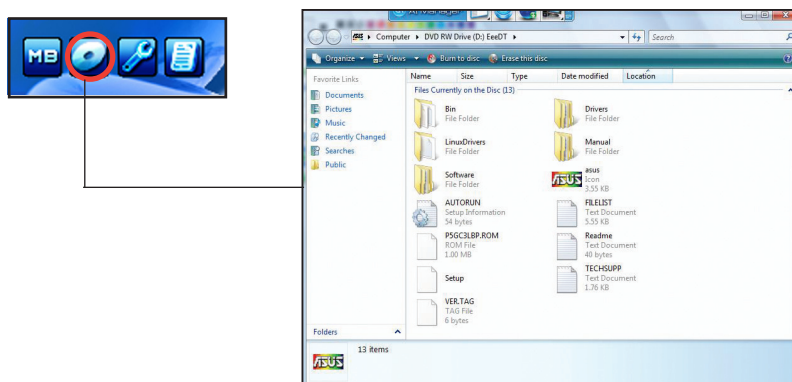 MB
Computer ▸ DVD RW Drive (D:) EeeDT ▸
Search
Organize
Views
Burn to disc
Erase this disc
Favorite Links
Documents
Pictures
Music
Recently Changed
Searches
Public
Folders
Name Size Type Date modified Location
Files Currently on the Disc (13)
Bin
File Folder
Drivers
File Folder
LinuxDrivers
File Folder
Manual
File Folder
Software
File Folder
ASUS
asus
Icon
3.55 KB
AUTORUN
Setup Information
54 bytes
FILELIST
Text Document
5.55 KB
P5GC3LBP.ROM
ROM File
1.00 MB
Readme
Text Document
40 bytes
Setup
TECHSUPP
Text Document
1.76 KB
VER.TAG
TAG File
6 bytes
ASUS
13 items